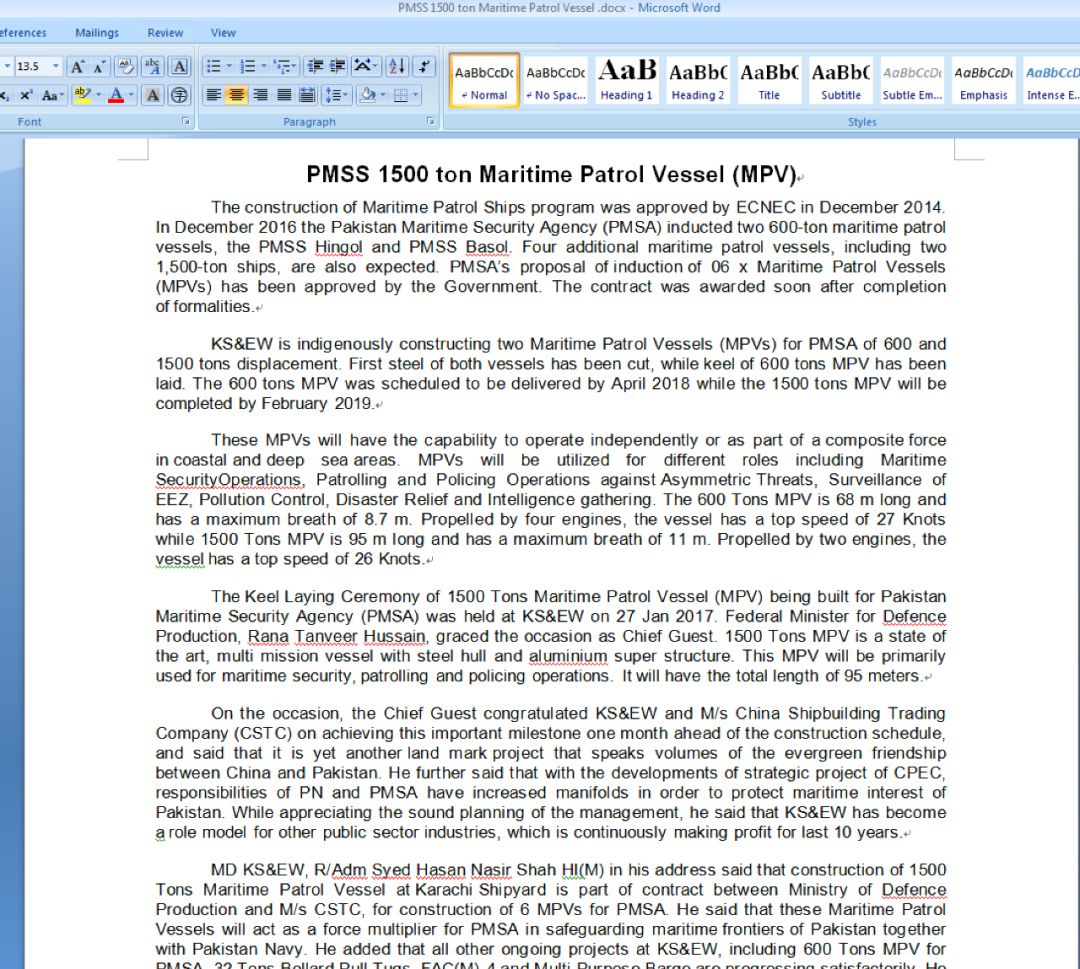 PMSS 1500 ton Maritime Patrol Vessel .docx - Microsoft Word
eferences Mailings Review View
13.5
Aa
AaBbCcDc AaBbCcDc AaB AaBbC AaBbC AaBbC AaBbCcDc AaBbCcDc AaBbCcDc
Normal No Spac... Heading 1 Heading 2 Title Subtitle Subtle Em... Emphasis Intense E...
Font Paragraph Styles
PMSS 1500 ton Maritime Patrol Vessel (MPV)
The construction of Maritime Patrol Ships program was approved by ECNEC in December 2014.
In December 2016 the Pakistan Maritime Security Agency (PMSA) inducted two 600-ton maritime patrol
vessels, the PMSS Hingol and PMSS Basol. Four additional maritime patrol vessels, including two
1,500-ton ships, are also expected. PMSA's proposal of induction of 06 x Maritime Patrol Vessels
(MPVs) has been approved by the Government. The contract was awarded soon after completion
of formalities.
KS&EW is indigenously constructing two Maritime Patrol Vessels (MPVs) for PMSA of 600 and
1500 tons displacement. First steel of both vessels has been cut, while keel of 600 tons MPV has been
laid. The 600 tons MPV was scheduled to be delivered by April 2018 while the 1500 tons MPV will be
completed by February 2019.
These MPVs will have the capability to operate independently or as part of a composite force
in coastal and deep sea areas. MPVs will be utilized for different roles including Maritime
SecurityOperations, Patrolling and Policing Operations against Asymmetric Threats, Surveillance of
EEZ, Pollution Control, Disaster Relief and Intelligence gathering. The 600 Tons MPV is 68 m long and
has a maximum breath of 8.7 m. Propelled by four engines, the vessel has a top speed of 27 Knots
while 1500 Tons MPV is 95 m long and has a maximum breath of 11 m. Propelled by two engines, the
vessel has a top speed of 26 Knots.
The Keel Laying Ceremony of 1500 Tons Maritime Patrol Vessel (MPV) being built for Pakistan
Maritime Security Agency (PMSA) was held at KS&EW on 27 Jan 2017. Federal Minister for Defence
Production, Rana Tanveer Hussain, graced the occasion as Chief Guest. 1500 Tons MPV is a state of
the art, multi mission vessel with steel hull and aluminium super structure. This MPV will be primarily
used for maritime security, patrolling and policing operations. It will have the total length of 95 meters.
On the occasion, the Chief Guest congratulated KS&EW and M/s China Shipbuilding Trading
Company (CSTC) on achieving this important milestone one month ahead of the construction schedule,
and said that it is yet another land mark project that speaks volumes of the evergreen friendship
between China and Pakistan. He further said that with the developments of strategic project of CPEC,
responsibilities of PN and PMSA have increased manifolds in order to protect maritime interest of
Pakistan. While appreciating the sound planning of the management, he said that KS&EW has become
a role model for other public sector industries, which is continuously making profit for last 10 years.
MD KS&EW, R/Adm Syed Hasan Nasir Shah HI(M) in his address said that construction of 1500
Tons Maritime Patrol Vessel at Karachi Shipyard is part of contract between Ministry of Defence
Production and M/s CSTC, for construction of 6 MPVs for PMSA. He said that these Maritime Patrol
Vessels will act as a force multiplier for PMSA in safeguarding maritime frontiers of Pakistan together
with Pakistan Navy. He added that all other ongoing projects at KS&EW, including 600 Tons MPV for
PMSA, 32 Tons Bollard Pull Tugs, FAC(M)-4 and Multi Purpose Barge are progressing satisfactorily. He